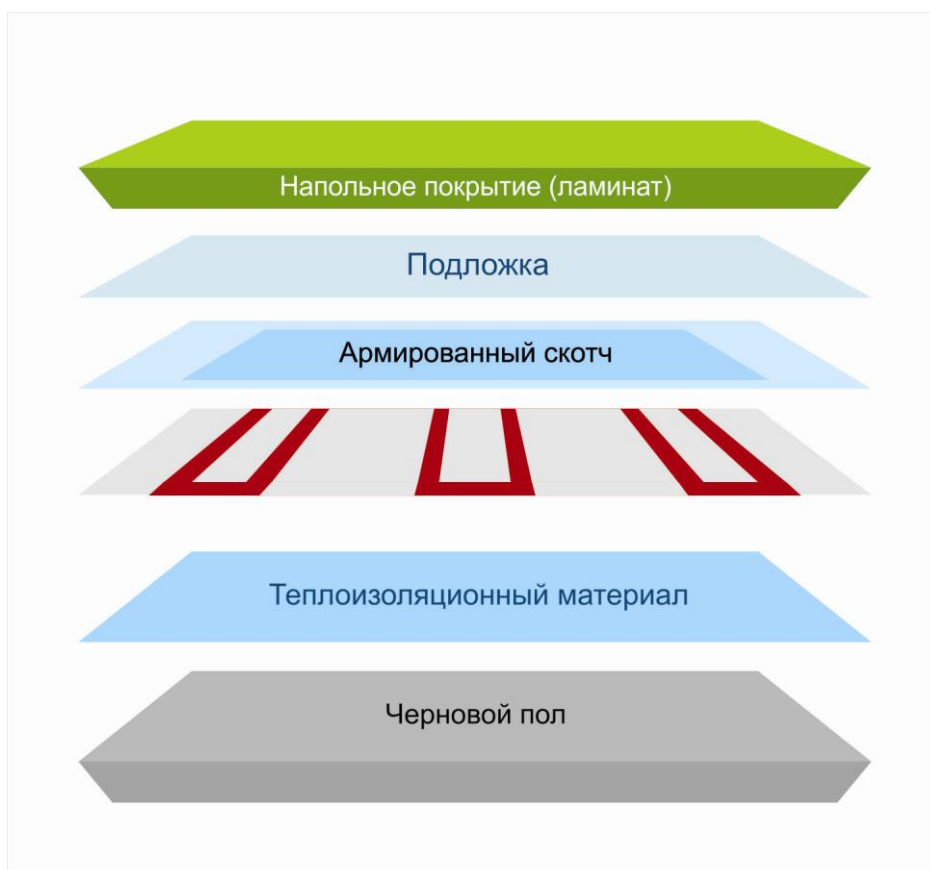 Напольное покрытие (ламинат)
Подложка
Армированный скотч
Теплоизоляционный материал
Черновой пол